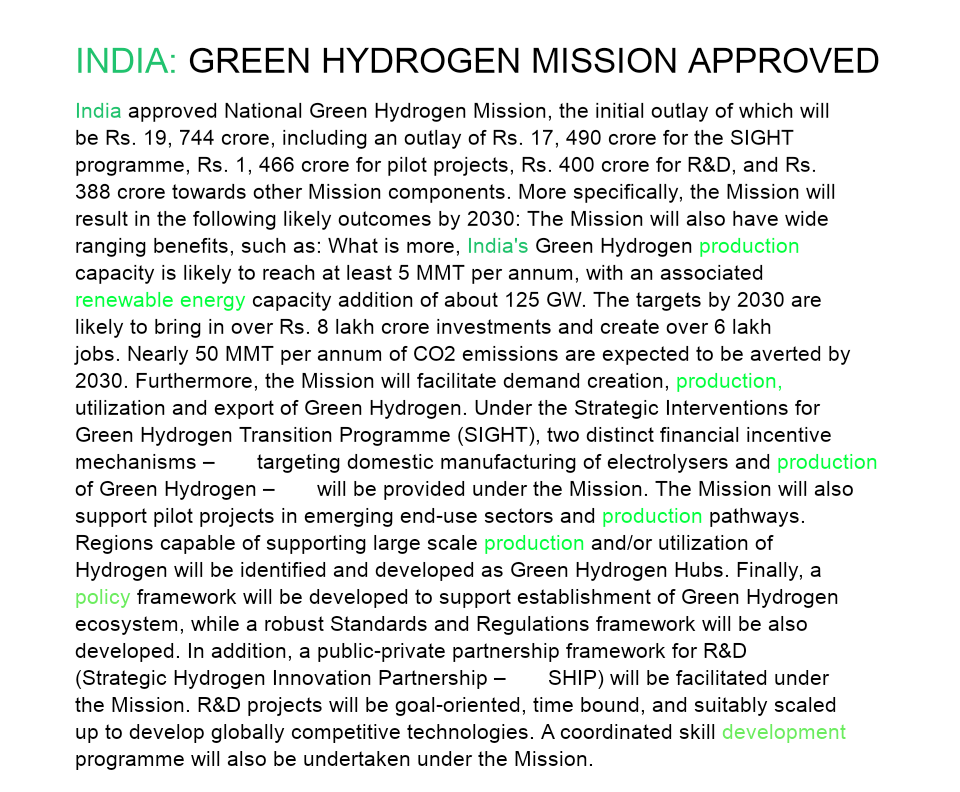 INDIA: GREEN HYDROGEN MISSION APPROVED
India approved National Green Hydrogen Mission, the initial outlay of which will
be Rs. 19, 744 crore, including an outlay of Rs. 17, 490 crore for the SIGHT
programme, Rs. 1, 466 crore for pilot projects, Rs. 400 crore for R&D, and Rs.
388 crore towards other Mission components. More specifically, the Mission will
result in the following likely outcomes by 2030: The Mission will also have wide
ranging benefits, such as: What is more, India's Green Hydrogen production
capacity is likely to reach at least 5 MMT per annum, with an associated
renewable energy capacity addition of about 125 GW. The targets by 2030 are
likely to bring in over Rs. 8 lakh crore investments and create over 6 lakh
jobs. Nearly 50 MMT per annum of CO2 emissions are expected to be averted by
2030. Furthermore, the Mission will facilitate demand creation, production,
utilization and export of Green Hydrogen. Under the Strategic Interventions for
Green Hydrogen Transition Programme (SIGHT), two distinct financial incentive
mechanisms – targeting domestic manufacturing of electrolysers and production
of Green Hydrogen – will be provided under the Mission. The Mission will also
support pilot projects in emerging end-use sectors and production pathways.
Regions capable of supporting large scale production and/or utilization of
Hydrogen will be identified and developed as Green Hydrogen Hubs. Finally, a
policy framework will be developed to support establishment of Green Hydrogen
ecosystem, while a robust Standards and Regulations framework will be also
developed. In addition, a public-private partnership framework for R&D
(Strategic Hydrogen Innovation Partnership – SHIP) will be facilitated under
the Mission. R&D projects will be goal-oriented, time bound, and suitably scaled
up to develop globally competitive technologies. A coordinated skill development
programme will also be undertaken under the Mission.